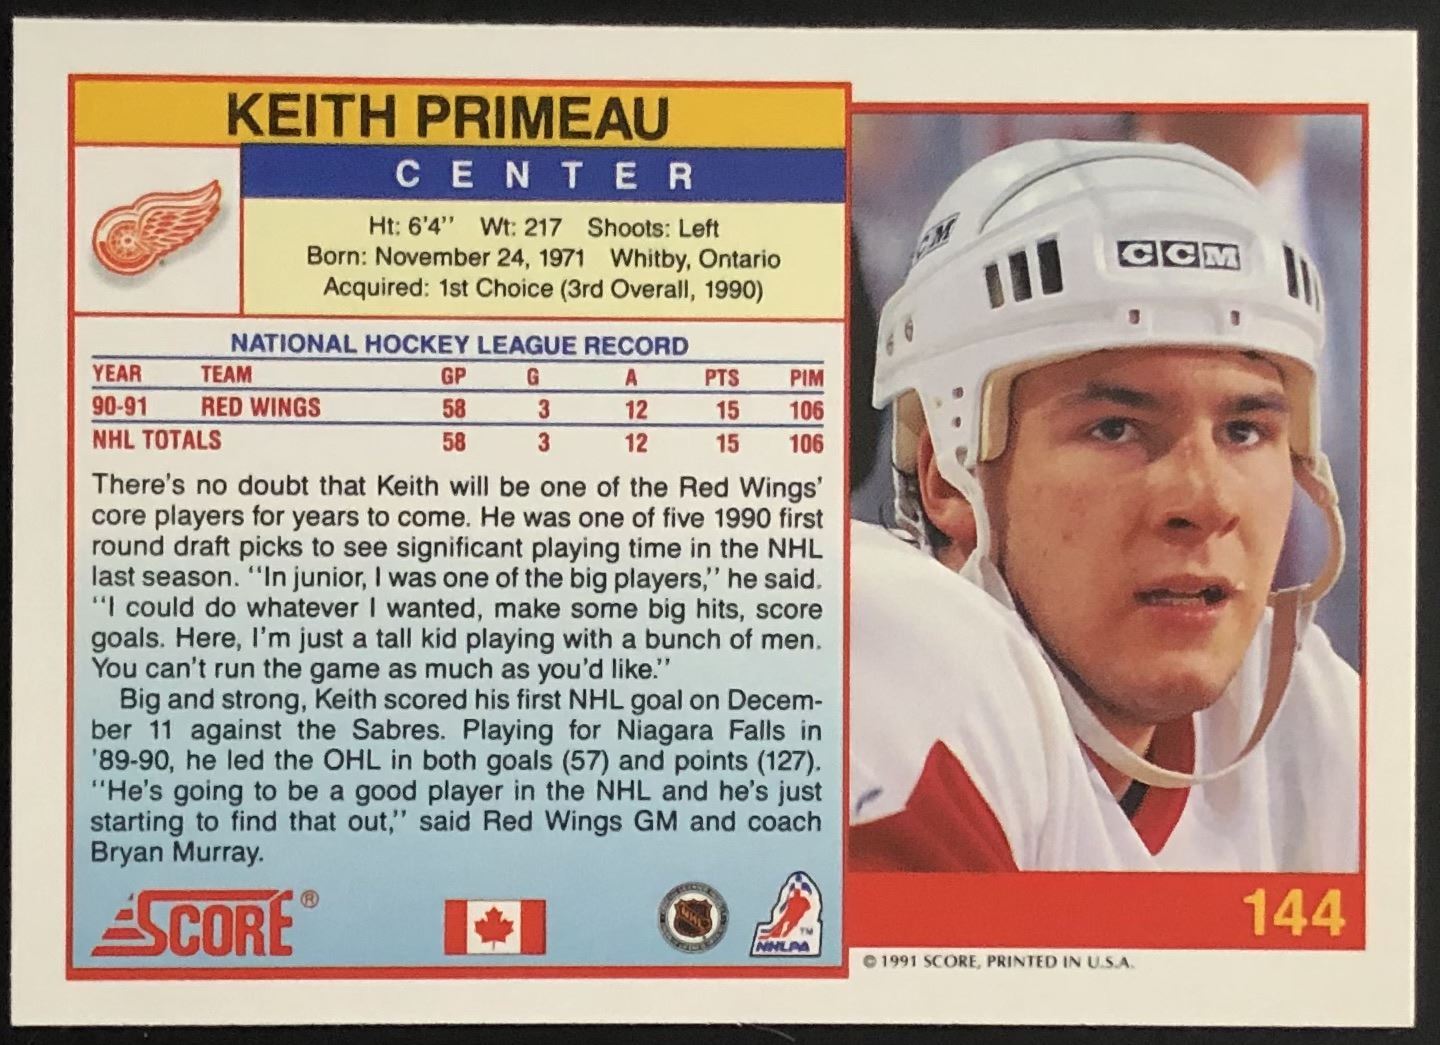 KEITH PRIMEAU
CENTER
Ht: 6'4'' Wt: 217 Shoots: Left
Born: November 24, 1971 Whitby, Ontario
Acquired: 1st Choice (3rd Overall, 1990)
NATIONAL HOCKEY LEAGUE RECORD
YEAR TEAM GP G A PTS PIM
90-91 RED WINGS 58 3 12 15 106
NHL TOTALS 58 3 12 15 106
There's no doubt that Keith will be one of the Red Wings'
core players for years to come. He was one of five 1990 first
round draft picks to see significant playing time in the NHL
last season. ''In junior, I was one of the big players,'' he said.
''I could do whatever I wanted, make some big hits, score
goals. Here, I'm just a tall kid playing with a bunch of men.
You can't run the game as much as you'd like.''
Big and strong, Keith scored his first NHL goal on Decem-
ber 11 against the Sabres. Playing for Niagara Falls in
'89-90, he led the OHL in both goals (57) and points (127).
''He's going to be a good player in the NHL and he's just
starting to find that out,'' said Red Wings GM and coach
Bryan Murray.
SCORE®
NHL
NHLPA TM
CCM
CCM
144
© 1991 SCORE, PRINTED IN U.S.A.